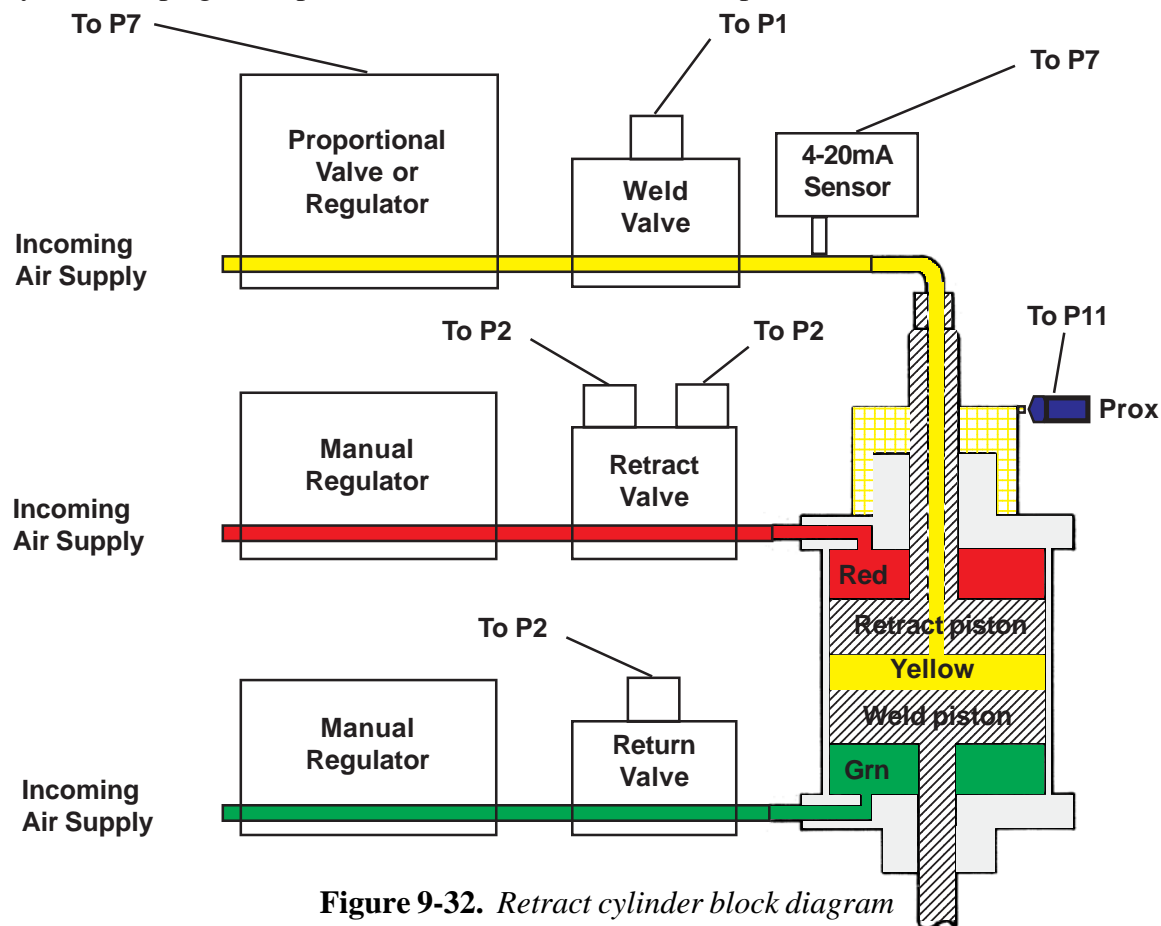 To P7
To P1
To P7
Proportional
Valve or
Regulator
Weld
Valve
4-20mA
Sensor
Incoming
Air Supply
To P2
To P2
To P11
Prox
Manual
Regulator
Retract
Valve
Incoming
Air Supply
Red
Retract piston
Yellow
Weld piston
Grn
To P2
Manual
Regulator
Return
Valve
Incoming
Air Supply
Figure 9-32. Retract cylinder block diagram